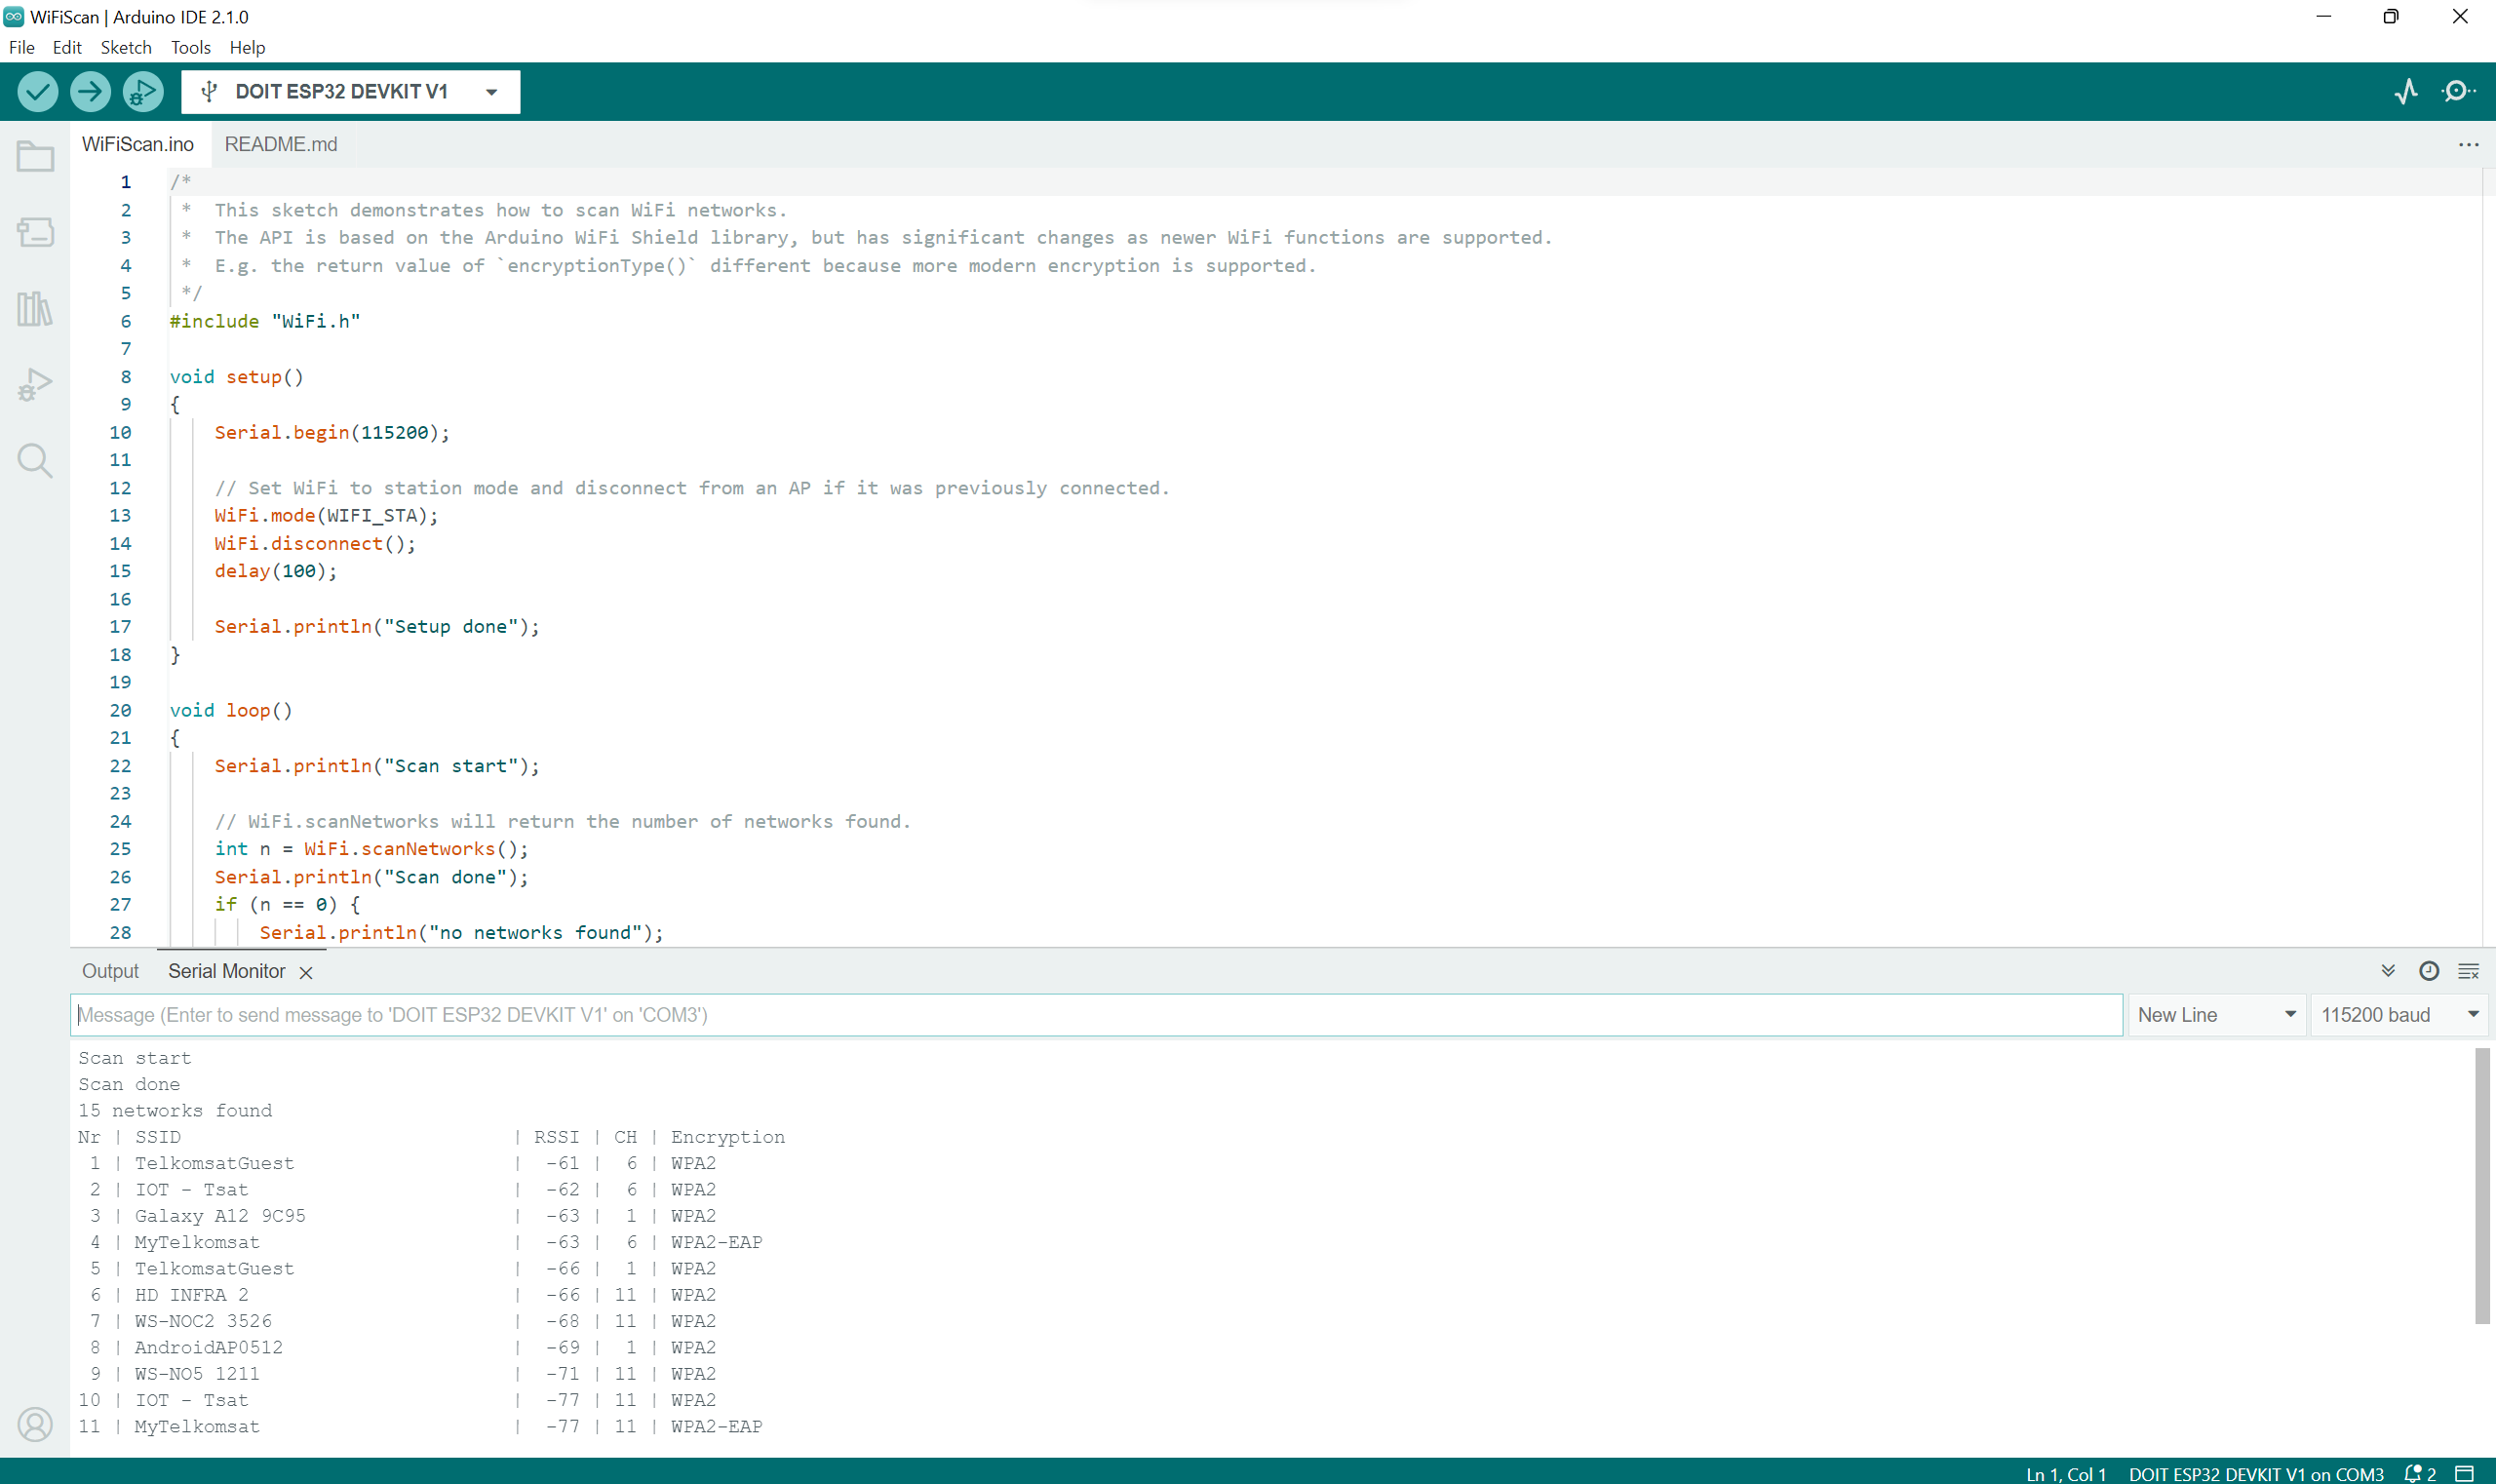 WiFiScan | Arduino IDE 2.1.0
File Edit Sketch Tools Help
DOIT ESP32 DEVKIT V1
WiFiScan.ino README.md
1 /*
2  *  This sketch demonstrates how to scan WiFi networks.
3  *  The API is based on the Arduino WiFi Shield library, but has significant changes as newer WiFi functions are supported.
4  *  E.g. the return value of `encryptionType()` different because more modern encryption is supported.
5  */
6 #include "WiFi.h"
7
8 void setup()
9 {
10     Serial.begin(115200);
11
12     // Set WiFi to station mode and disconnect from an AP if it was previously connected.
13     WiFi.mode(WIFI_STA);
14     WiFi.disconnect();
15     delay(100);
16
17     Serial.println("Setup done");
18 }
19
20 void loop()
21 {
22     Serial.println("Scan start");
23
24     // WiFi.scanNetworks will return the number of networks found.
25     int n = WiFi.scanNetworks();
26     Serial.println("Scan done");
27     if (n == 0) {
28         Serial.println("no networks found");
Output Serial Monitor
Message (Enter to send message to 'DOIT ESP32 DEVKIT V1' on 'COM3') New Line 115200 baud
Scan start
Scan done
15 networks found
Nr | SSID                             | RSSI | CH | Encryption
 1 | TelkomsatGuest                   |  -61 |  6 | WPA2
 2 | IOT - Tsat                       |  -62 |  6 | WPA2
 3 | Galaxy A12 9C95                  |  -63 |  1 | WPA2
 4 | MyTelkomsat                      |  -63 |  6 | WPA2-EAP
 5 | TelkomsatGuest                   |  -66 |  1 | WPA2
 6 | HD INFRA 2                       |  -66 | 11 | WPA2
 7 | WS-NOC2 3526                     |  -68 | 11 | WPA2
 8 | AndroidAP0512                    |  -69 |  1 | WPA2
 9 | WS-NO5 1211                      |  -71 | 11 | WPA2
10 | IOT - Tsat                       |  -77 | 11 | WPA2
11 | MyTelkomsat                      |  -77 | 11 | WPA2-EAP
Ln 1, Col 1 DOIT ESP32 DEVKIT V1 on COM3 2